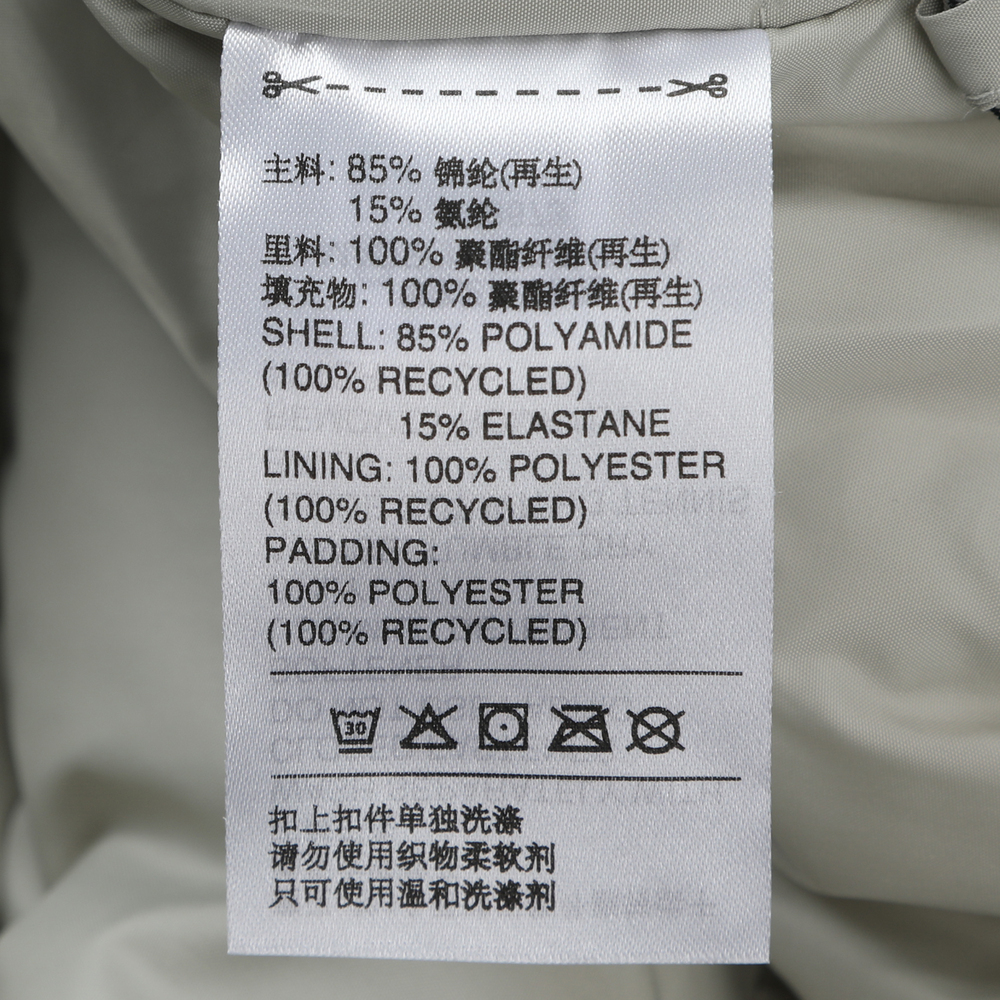 主料: 85% 锦纶(再生)
15% 氨纶
里料: 100% 聚酯纤维(再生)
填充物: 100% 聚酯纤维(再生)
SHELL: 85% POLYAMIDE
(100% RECYCLED)
15% ELASTANE
LINING: 100% POLYESTER
(100% RECYCLED)
PADDING:
100% POLYESTER
(100% RECYCLED)
30
扣上扣件单独洗涤
请勿使用织物柔软剂
只可使用温和洗涤剂